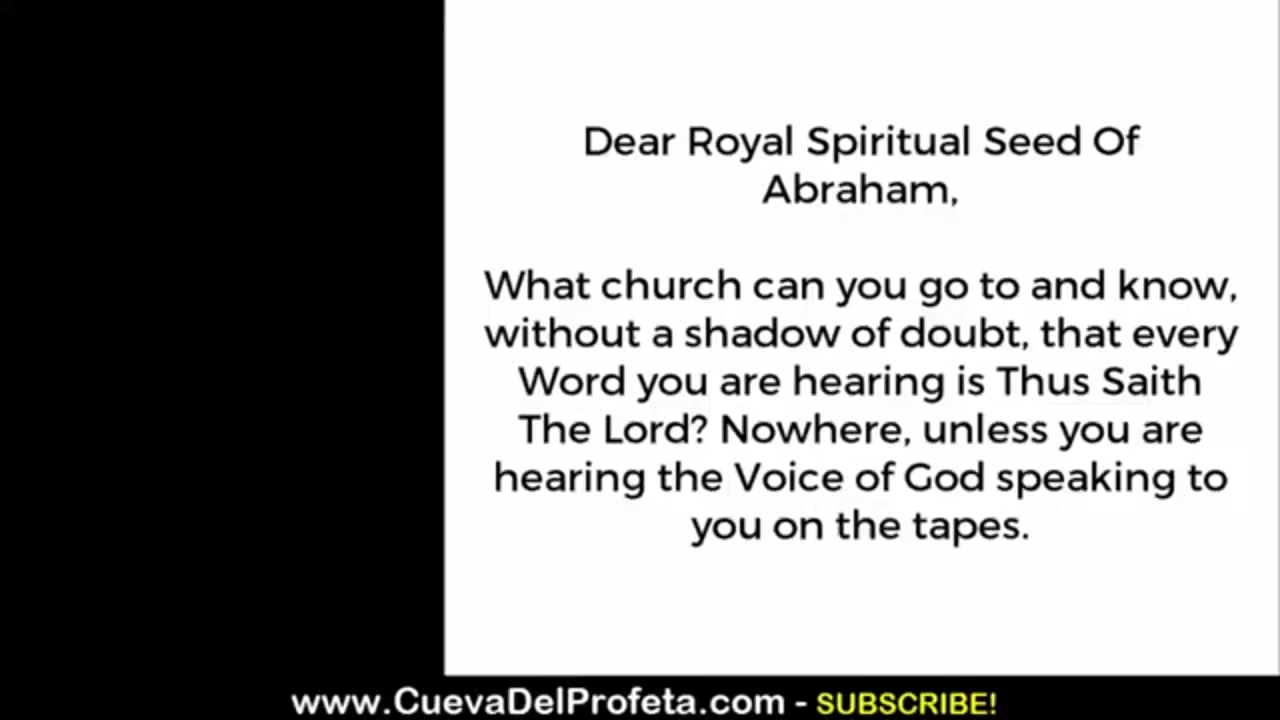 Dear Royal Spiritual Seed Of
Abraham,
What church can you go to and know,
without a shadow of doubt, that every
Word you are hearing is Thus Saith
The Lord? Nowhere, unless you are
hearing the Voice of God speaking to
you on the tapes.
www.CuevaDelProfeta.com - SUBSCRIBE!